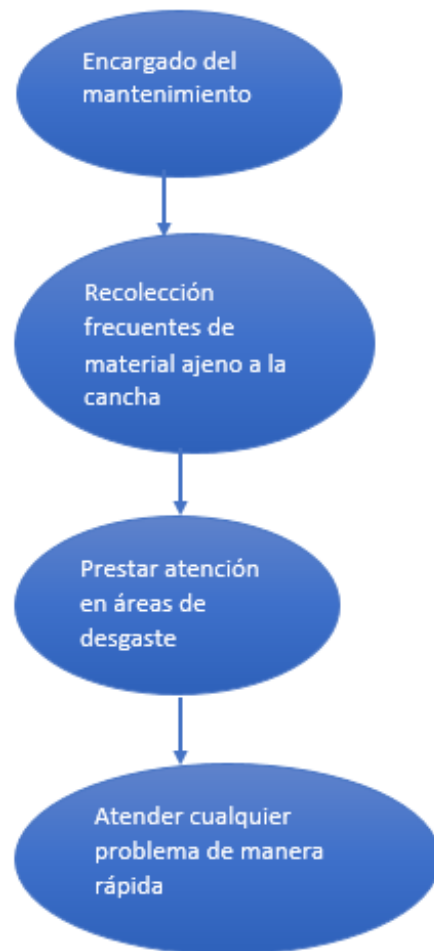 Encargado del
mantenimiento
Recolección
frecuentes de
material ajeno a la
cancha
Prestar atención
en áreas de
desgaste
Atender cualquier
problema de manera
rápida